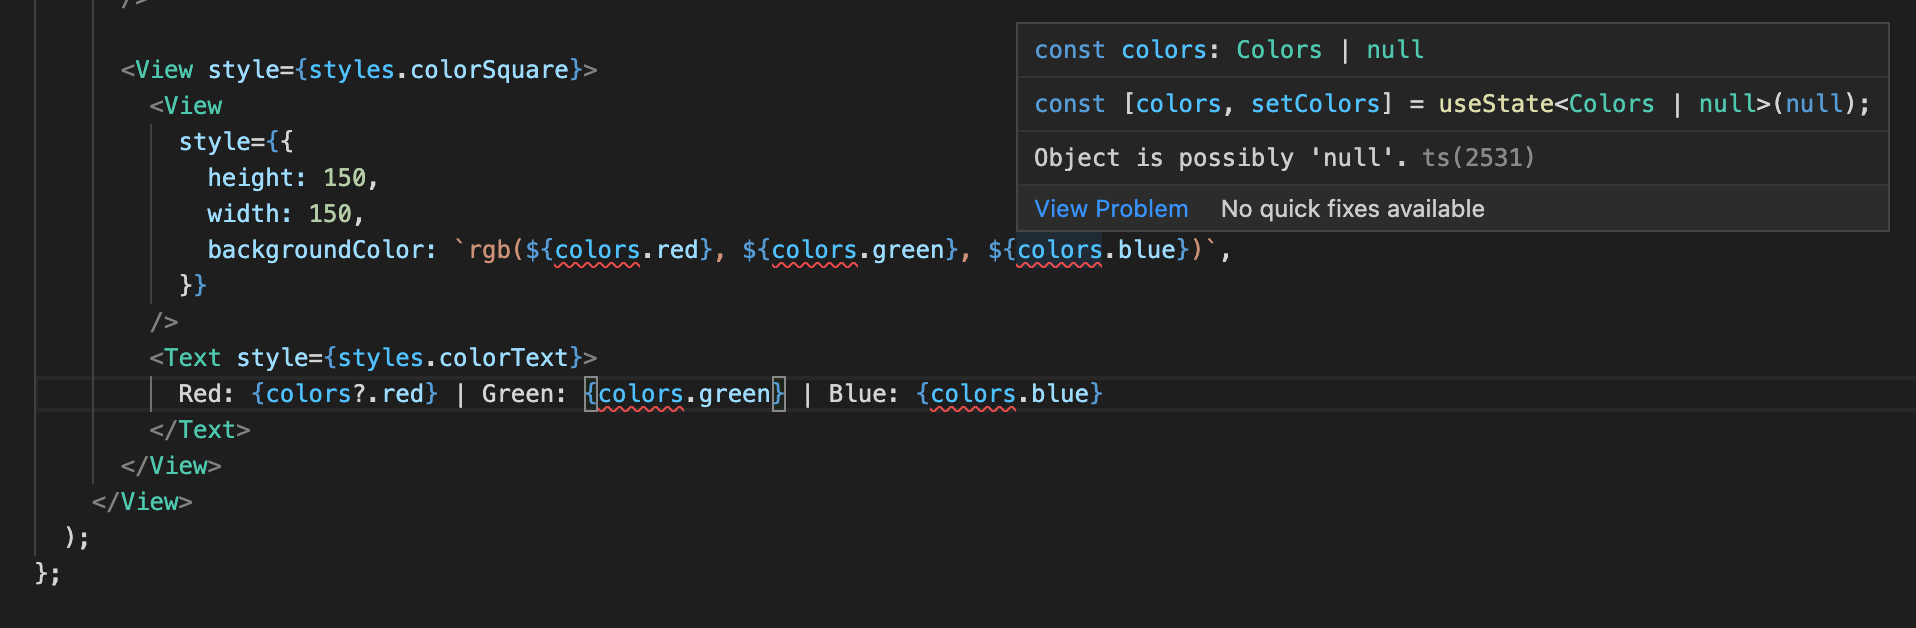 />
<View style={styles.colorSquare}>
<View
style={{
height: 150,
width: 150,
backgroundColor: `rgb(${colors.red}, ${colors.green}, ${colors.blue})`,
}}
/>
<Text style={styles.colorText}>
Red: {colors?.red} | Green: {colors.green} | Blue: {colors.blue}
</Text>
</View>
</View>
);
};
const colors: Colors | null
const [colors, setColors] = useState<Colors | null>(null);
Object is possibly 'null'. ts(2531)
View Problem No quick fixes available